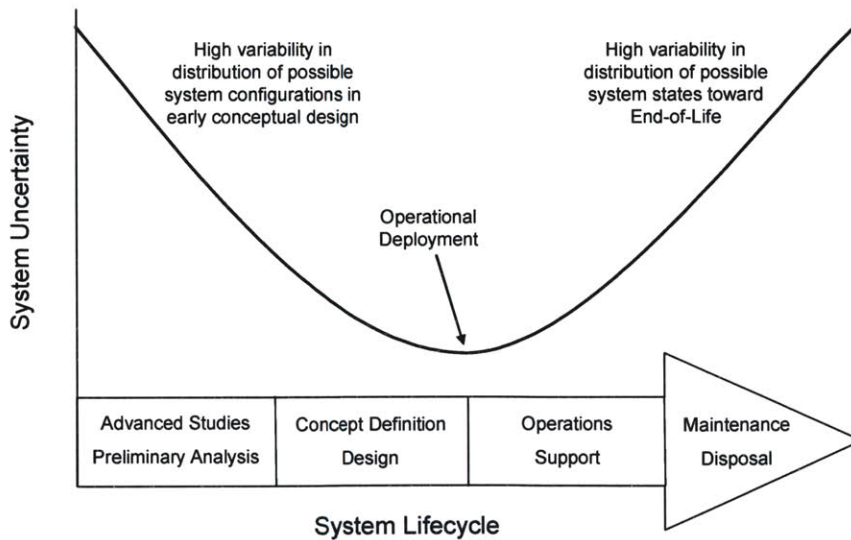 High variability in
distribution of possible
system configurations in
early conceptual design
High variability in
distribution of possible
system states toward
End-of-Life
Operational
Deployment
System Uncertainty
Advanced Studies
Preliminary Analysis
Concept Definition
Design
Operations
Support
Maintenance
Disposal
System Lifecycle